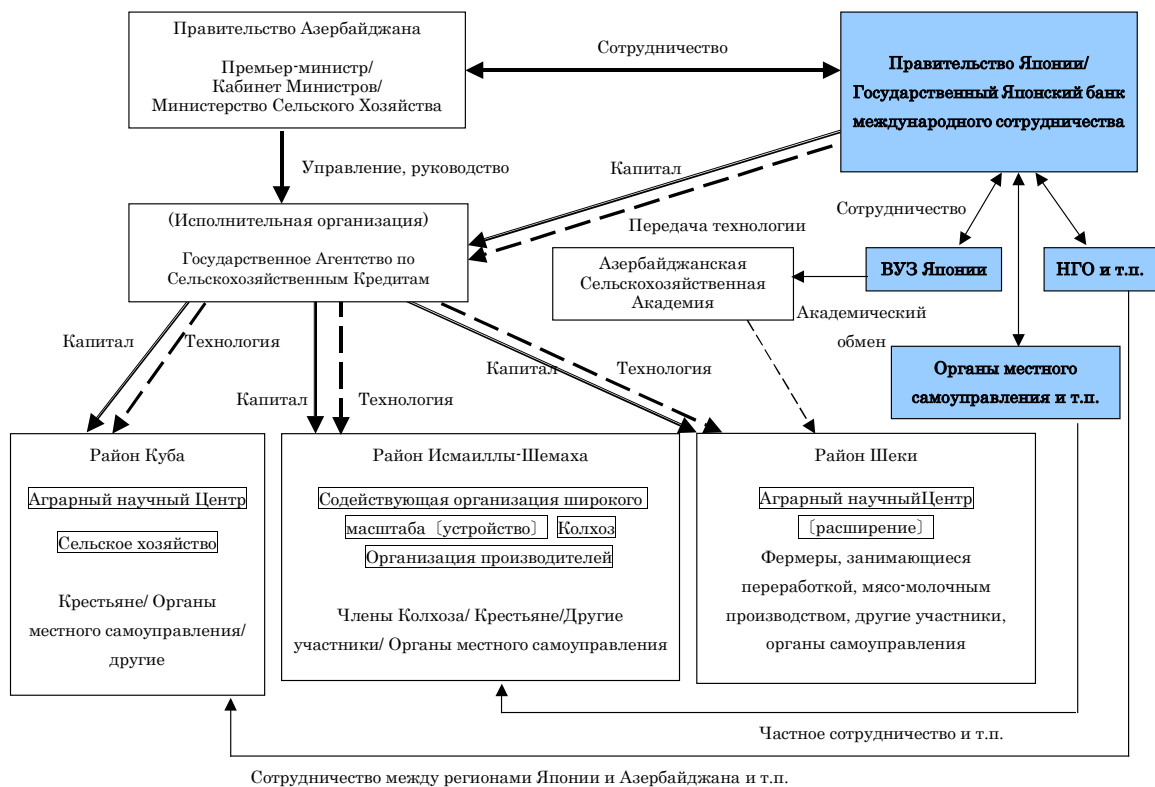 Правительство Азербайджана
Премьер-министр/
Кабинет Министров/
Министерство Сельского Хозяйства
Сотрудничество
Правительство Японии/
Государственный Японский банк
международного сотрудничества
Управление, руководство
Капитал
Передача технологии
Сотрудничество
(Исполнительная организация)
Государственное Агентство по
Сельскохозяйственным Кредитам
Азербайджанская
Сельскохозяйственная
Академия
ВУЗ Японии
НГО и т.п.
Академический
обмен
Органы местного
самоуправления и т.п.
Капитал
Технология
Капитал
Технология
Капитал
Технология
Район Куба
Аграрный научный Центр
Сельское хозяйство
Крестьяне/ Органы
местного самоуправления/
другие
Район Исмаиллы-Шемаха
Содействующая организация широкого
масштаба〔устройство〕 Колхоз
Организация производителей
Члены Колхоза/ Крестьяне/Другие
участники/ Органы местного самоуправления
Район Шеки
Аграрный научныйЦентр
〔расширение〕
Фермеры, занимающиеся
переработкой, мясо-молочным
производством, другие участники,
органы самоуправления
Частное сотрудничество и т.п.
Сотрудничество между регионами Японии и Азербайджана и т.п.